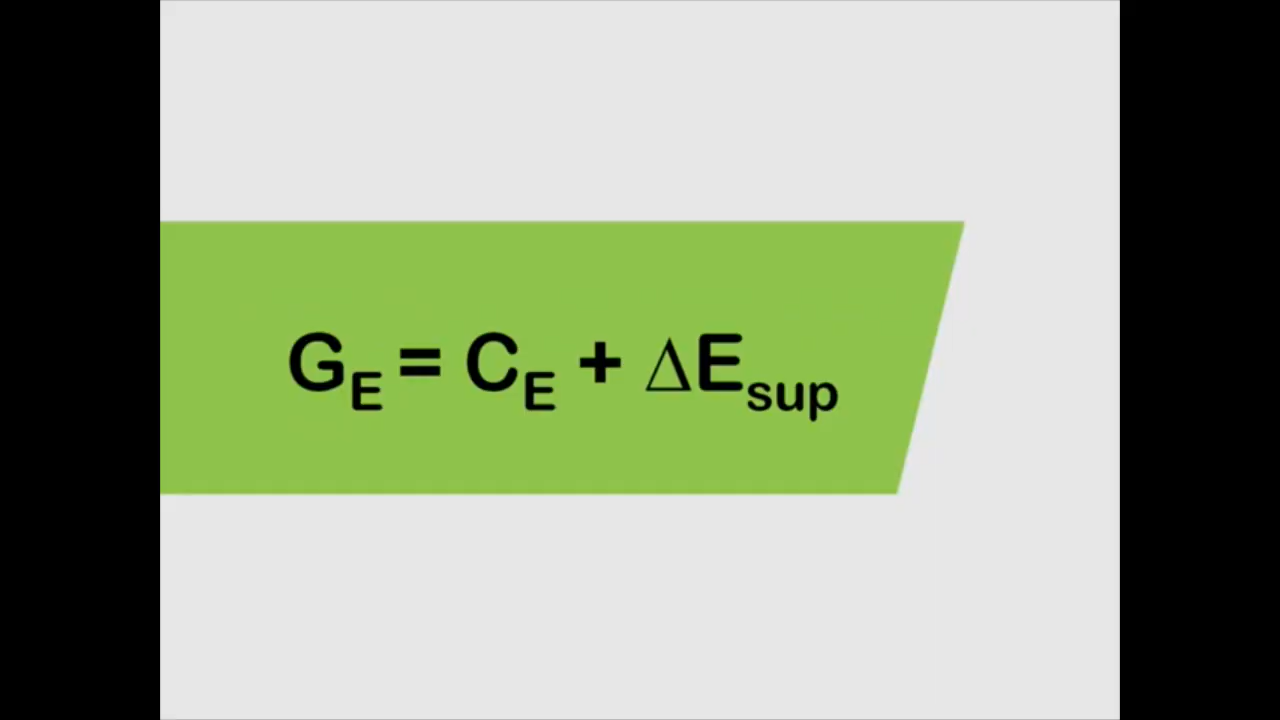 G_E = C_E + ΔE_sup